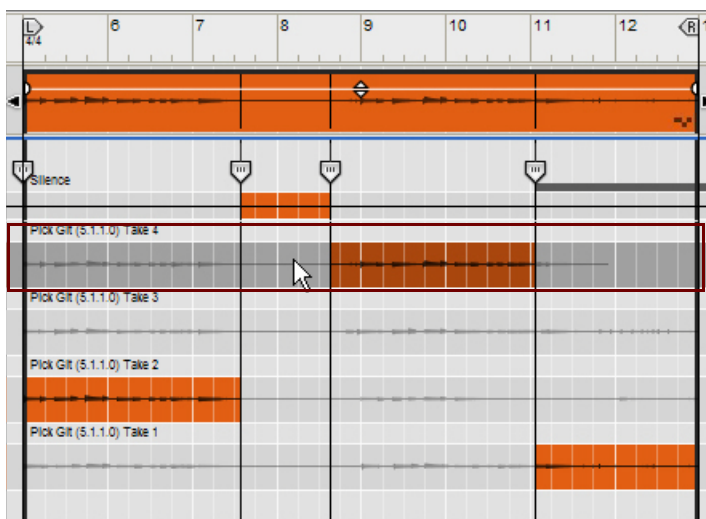 L 6 7 8 9 10 11 12 R
4/4
Silence
Pick Git (5.1.1.0) Take 4
Pick Git (5.1.1.0) Take 3
Pick Git (5.1.1.0) Take 2
Pick Git (5.1.1.0) Take 1